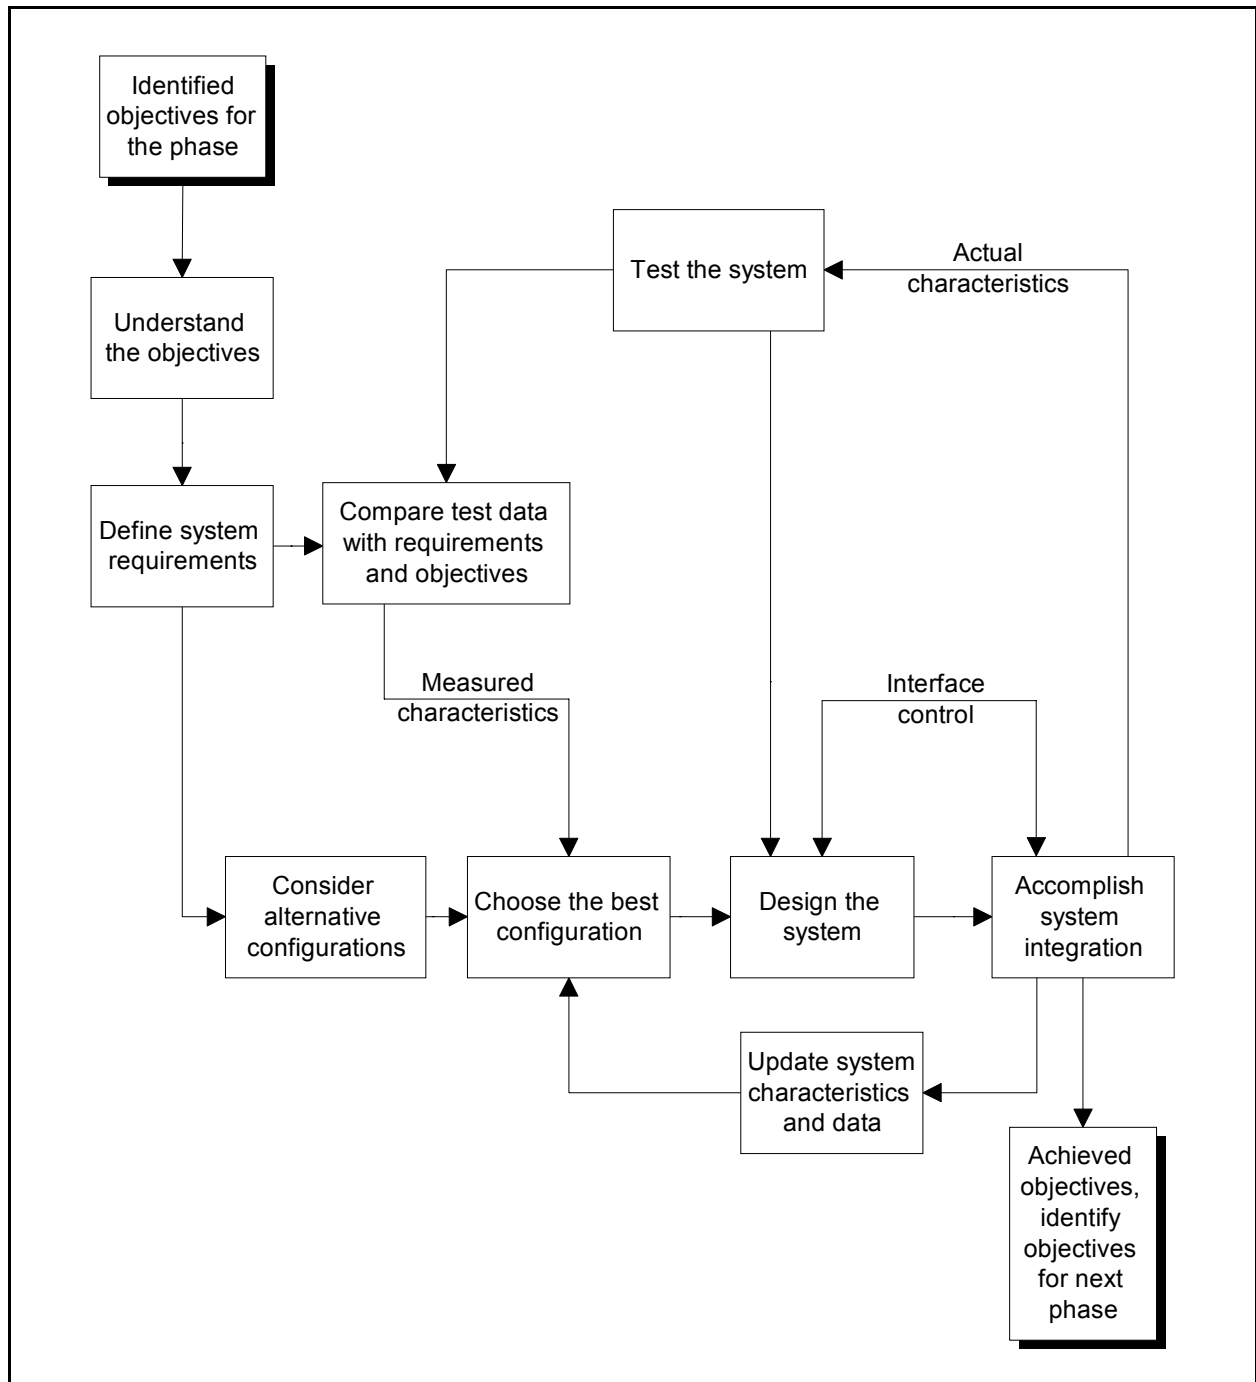 Identified
objectives for
the phase
Understand
the objectives
Test the system
Actual
characteristics
Define system
requirements
Compare test data
with requirements
and objectives
Measured
characteristics
Interface
control
Consider
alternative
configurations
Choose the best
configuration
Design the
system
Accomplish
system
integration
Update system
characteristics
and data
Achieved
objectives,
identify
objectives
for next
phase